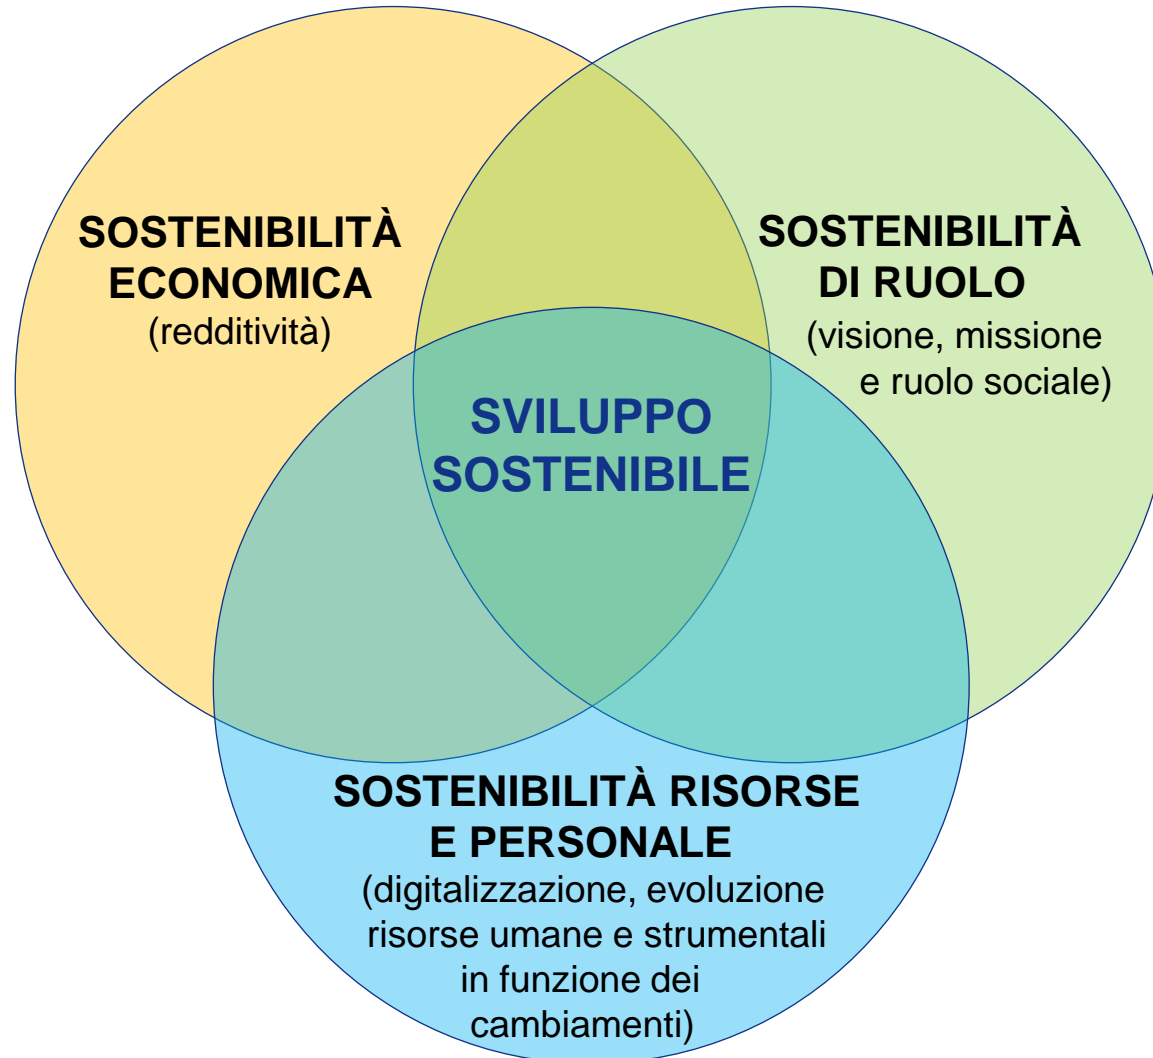 SOSTENIBILITÀ
ECONOMICA
(redditività)
SOSTENIBILITÀ
DI RUOLO
(visione, missione
e ruolo sociale)
SVILUPPO
SOSTENIBILE
SOSTENIBILITÀ RISORSE
E PERSONALE
(digitalizzazione, evoluzione
risorse umane e strumentali
in funzione dei
cambiamenti)